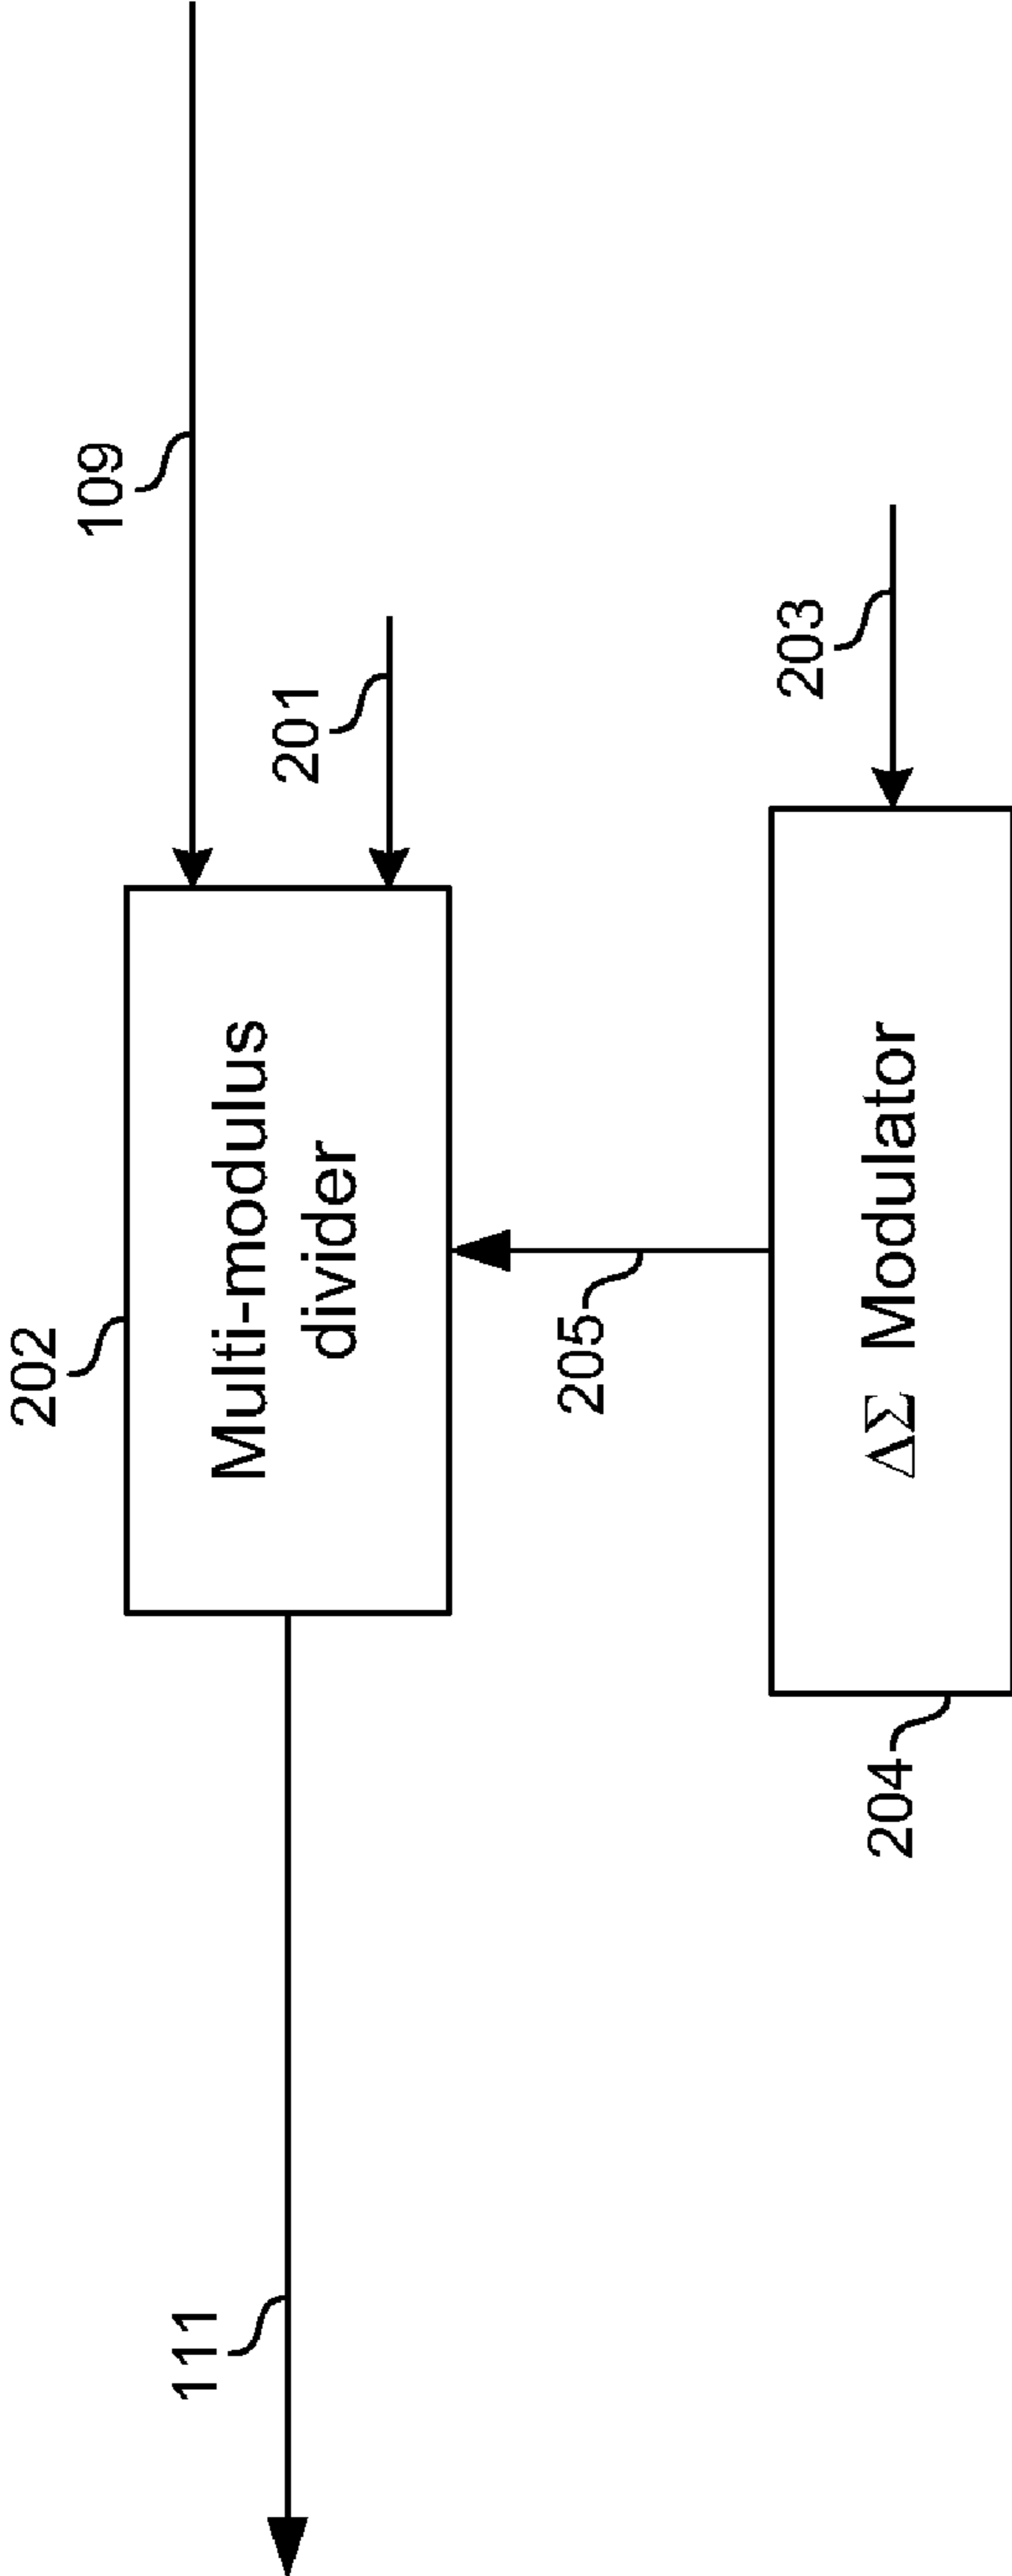 202
109
111
Multi-modulus
divider
201
205
203
204
ΔΣ Modulator